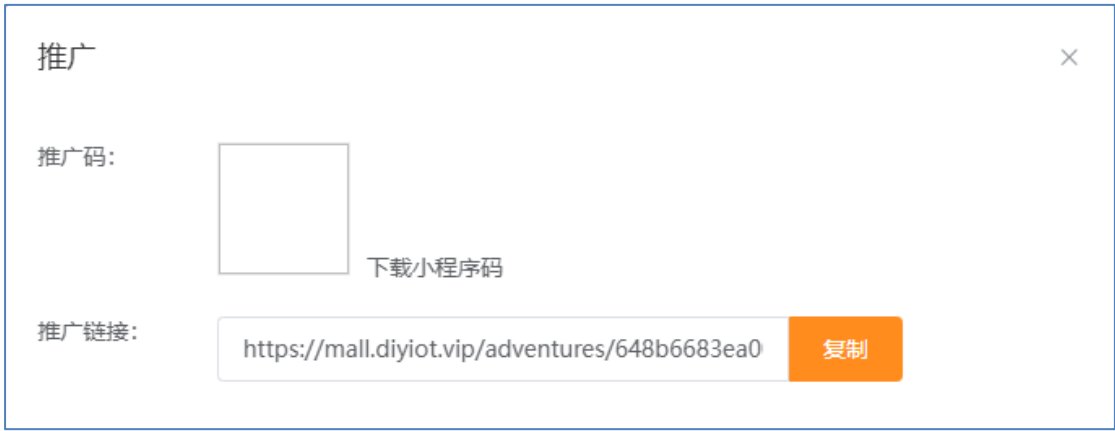 推广
推广码:
下载小程序码
推广链接:
https://mall.diyiot.vip/adventures/648b6683ea0
复制